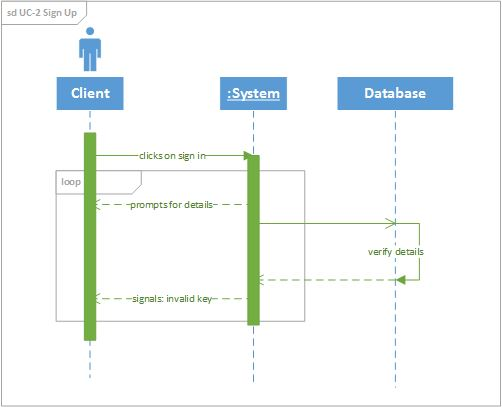 sd UC-2 Sign Up
Client
:System
Database
clicks on sign in
loop
prompts for details
verify details
signals: invalid key